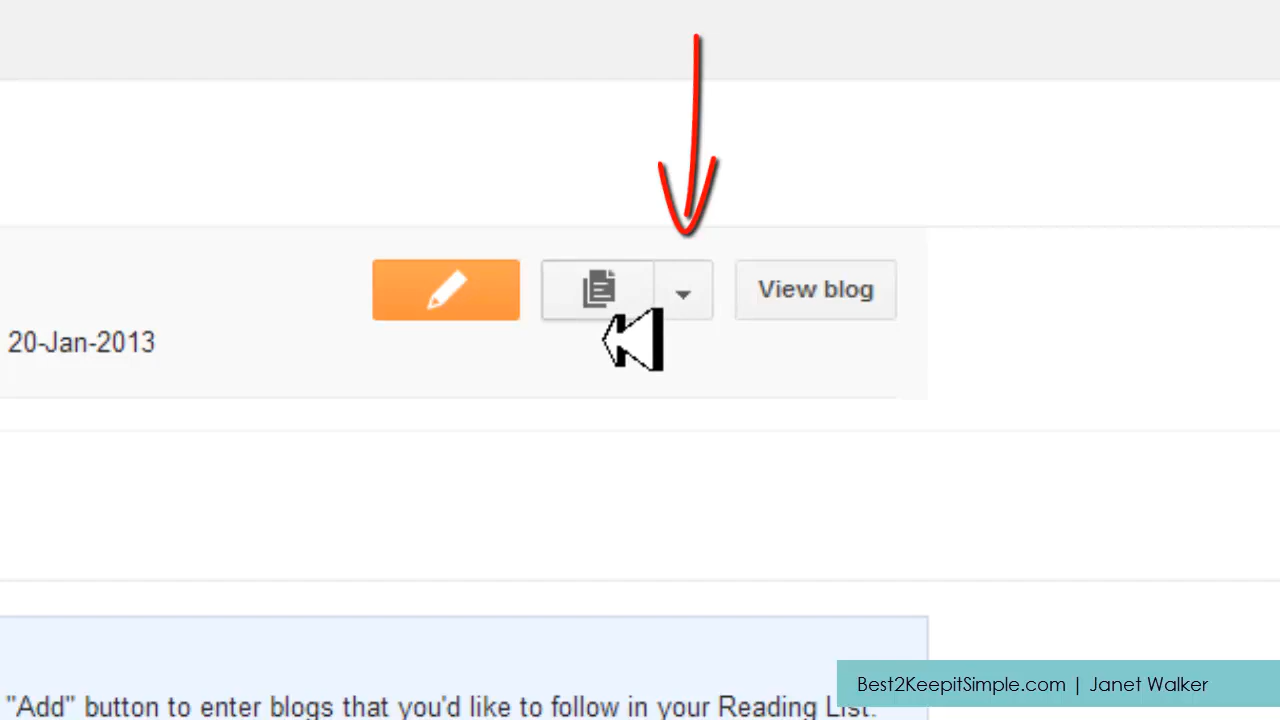 View blog
20-Jan-2013
"Add" button to enter blogs that you'd like to follow in your Reading List.
Best2KeepitSimple.com | Janet Walker